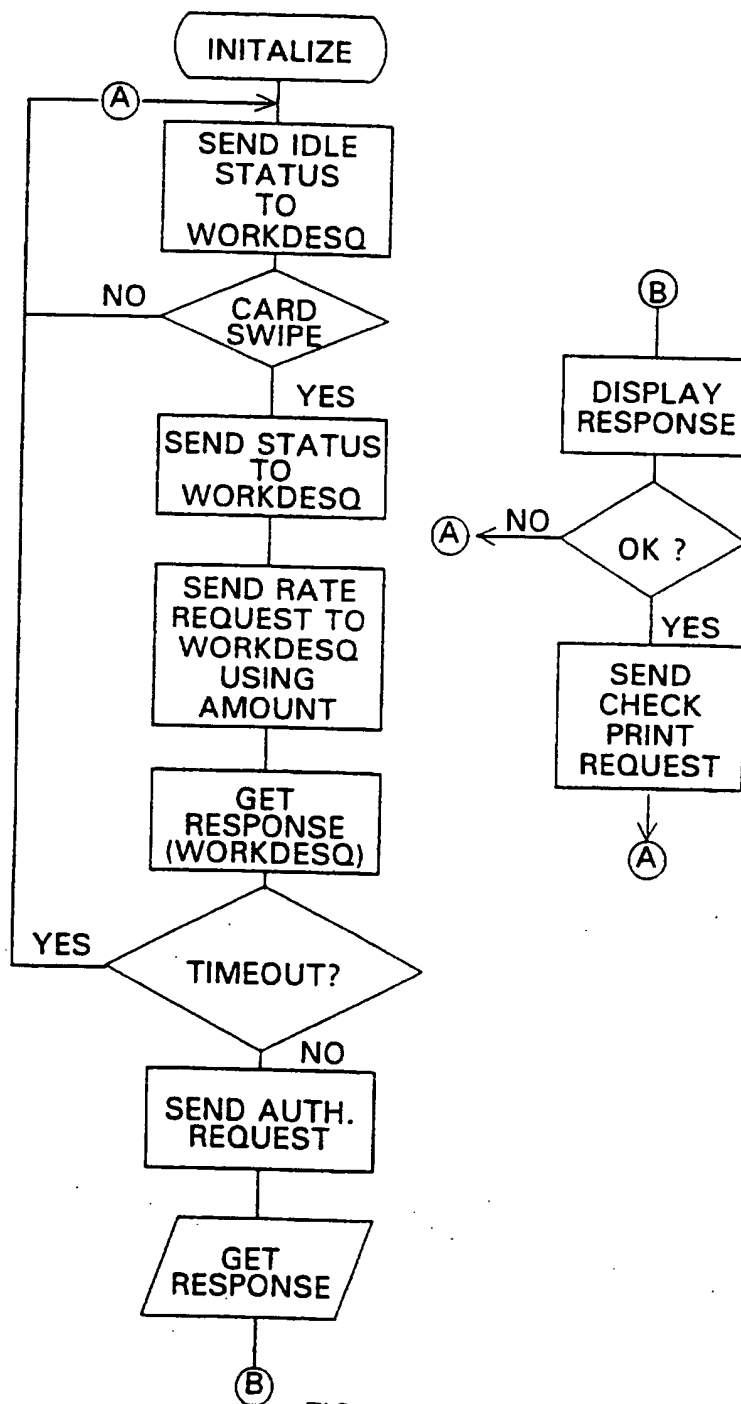 INITALIZE
A
SEND IDLE
STATUS
TO
WORKDESQ
NO
CARD
SWIPE
YES
SEND STATUS
TO
WORKDESQ
SEND RATE
REQUEST TO
WORKDESQ
USING
AMOUNT
GET
RESPONSE
(WORKDESQ)
YES
TIMEOUT?
NO
SEND AUTH.
REQUEST
GET
RESPONSE
B
B
DISPLAY
RESPONSE
A
NO
OK ?
YES
SEND
CHECK
PRINT
REQUEST
A